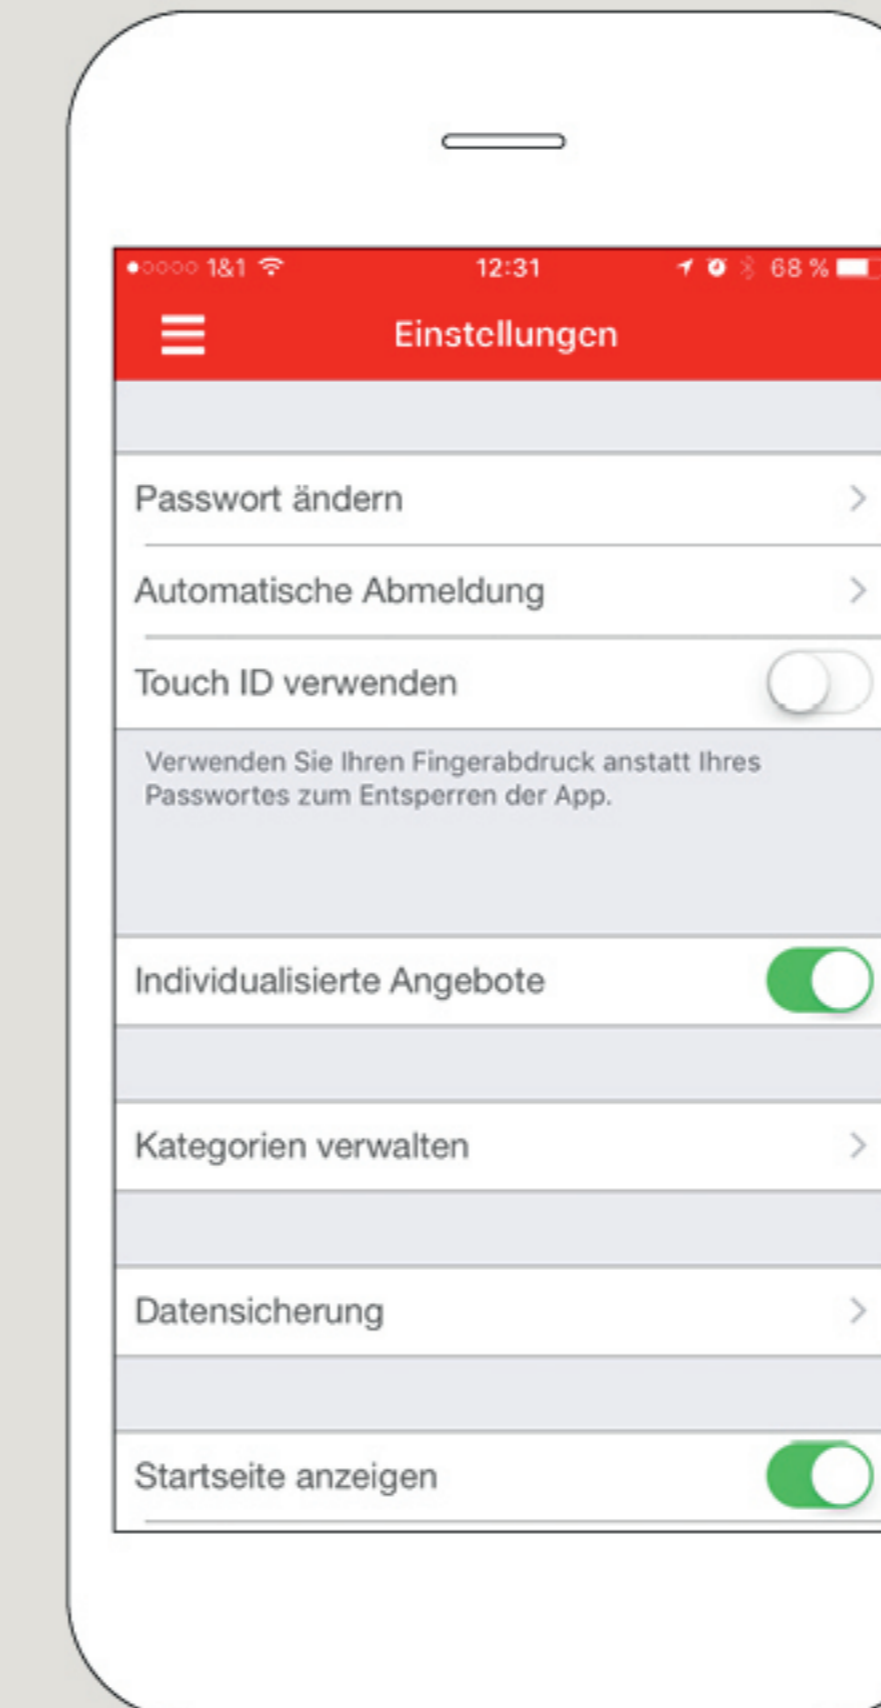 1&1 12:31 68 %
Einstellungen
Passwort ändern
Automatische Abmeldung
Touch ID verwenden
Verwenden Sie Ihren Fingerabdruck anstatt Ihres
Passwortes zum Entsperren der App.
Individualisierte Angebote
Kategorien verwalten
Datensicherung
Startseite anzeigen